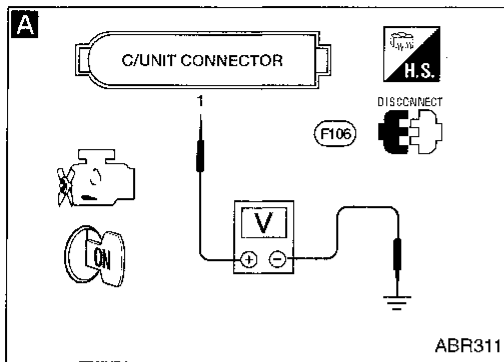 A
C/UNIT CONNECTOR
H.S.
1
DISCONNECT
F106
V
ON
+ −
ABR311